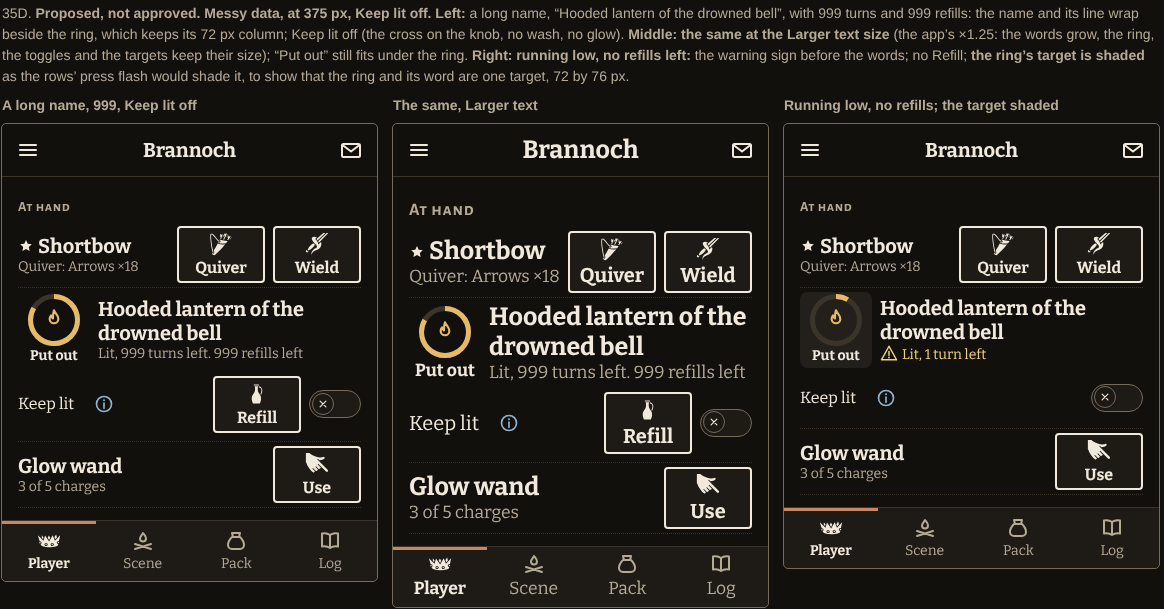 35D. Proposed, not approved. Messy data, at 375 px, Keep lit off. Left: a long name, “Hooded lantern of the drowned bell”, with 999 turns and 999 refills: the name and its line wrap
beside the ring, which keeps its 72 px column; Keep lit off (the cross on the knob, no wash, no glow). Middle: the same at the Larger text size (the app’s ×1.25: the words grow, the ring,
the toggles and the targets keep their size); “Put out” still fits under the ring. Right: running low, no refills left: the warning sign before the words; no Refill; the ring’s target is shaded
as the rows’ press flash would shade it, to show that the ring and its word are one target, 72 by 76 px.
A long name, 999, Keep lit off
Brannoch
At hand
Shortbow
Quiver: Arrows ×18
Quiver
Wield
Hooded lantern of the
drowned bell
Put out
Lit, 999 turns left. 999 refills left
Keep lit
Refill
Glow wand
3 of 5 charges
Use
Player
Scene
Pack
Log
The same, Larger text
Brannoch
At hand
Shortbow
Quiver: Arrows ×18
Quiver
Wield
Hooded lantern of the
drowned bell
Put out
Lit, 999 turns left. 999 refills left
Keep lit
Refill
Glow wand
3 of 5 charges
Use
Player
Scene
Pack
Log
Running low, no refills; the target shaded
Brannoch
At hand
Shortbow
Quiver: Arrows ×18
Quiver
Wield
Hooded lantern of the
drowned bell
Put out
Lit, 1 turn left
Keep lit
Glow wand
3 of 5 charges
Use
Player
Scene
Pack
Log